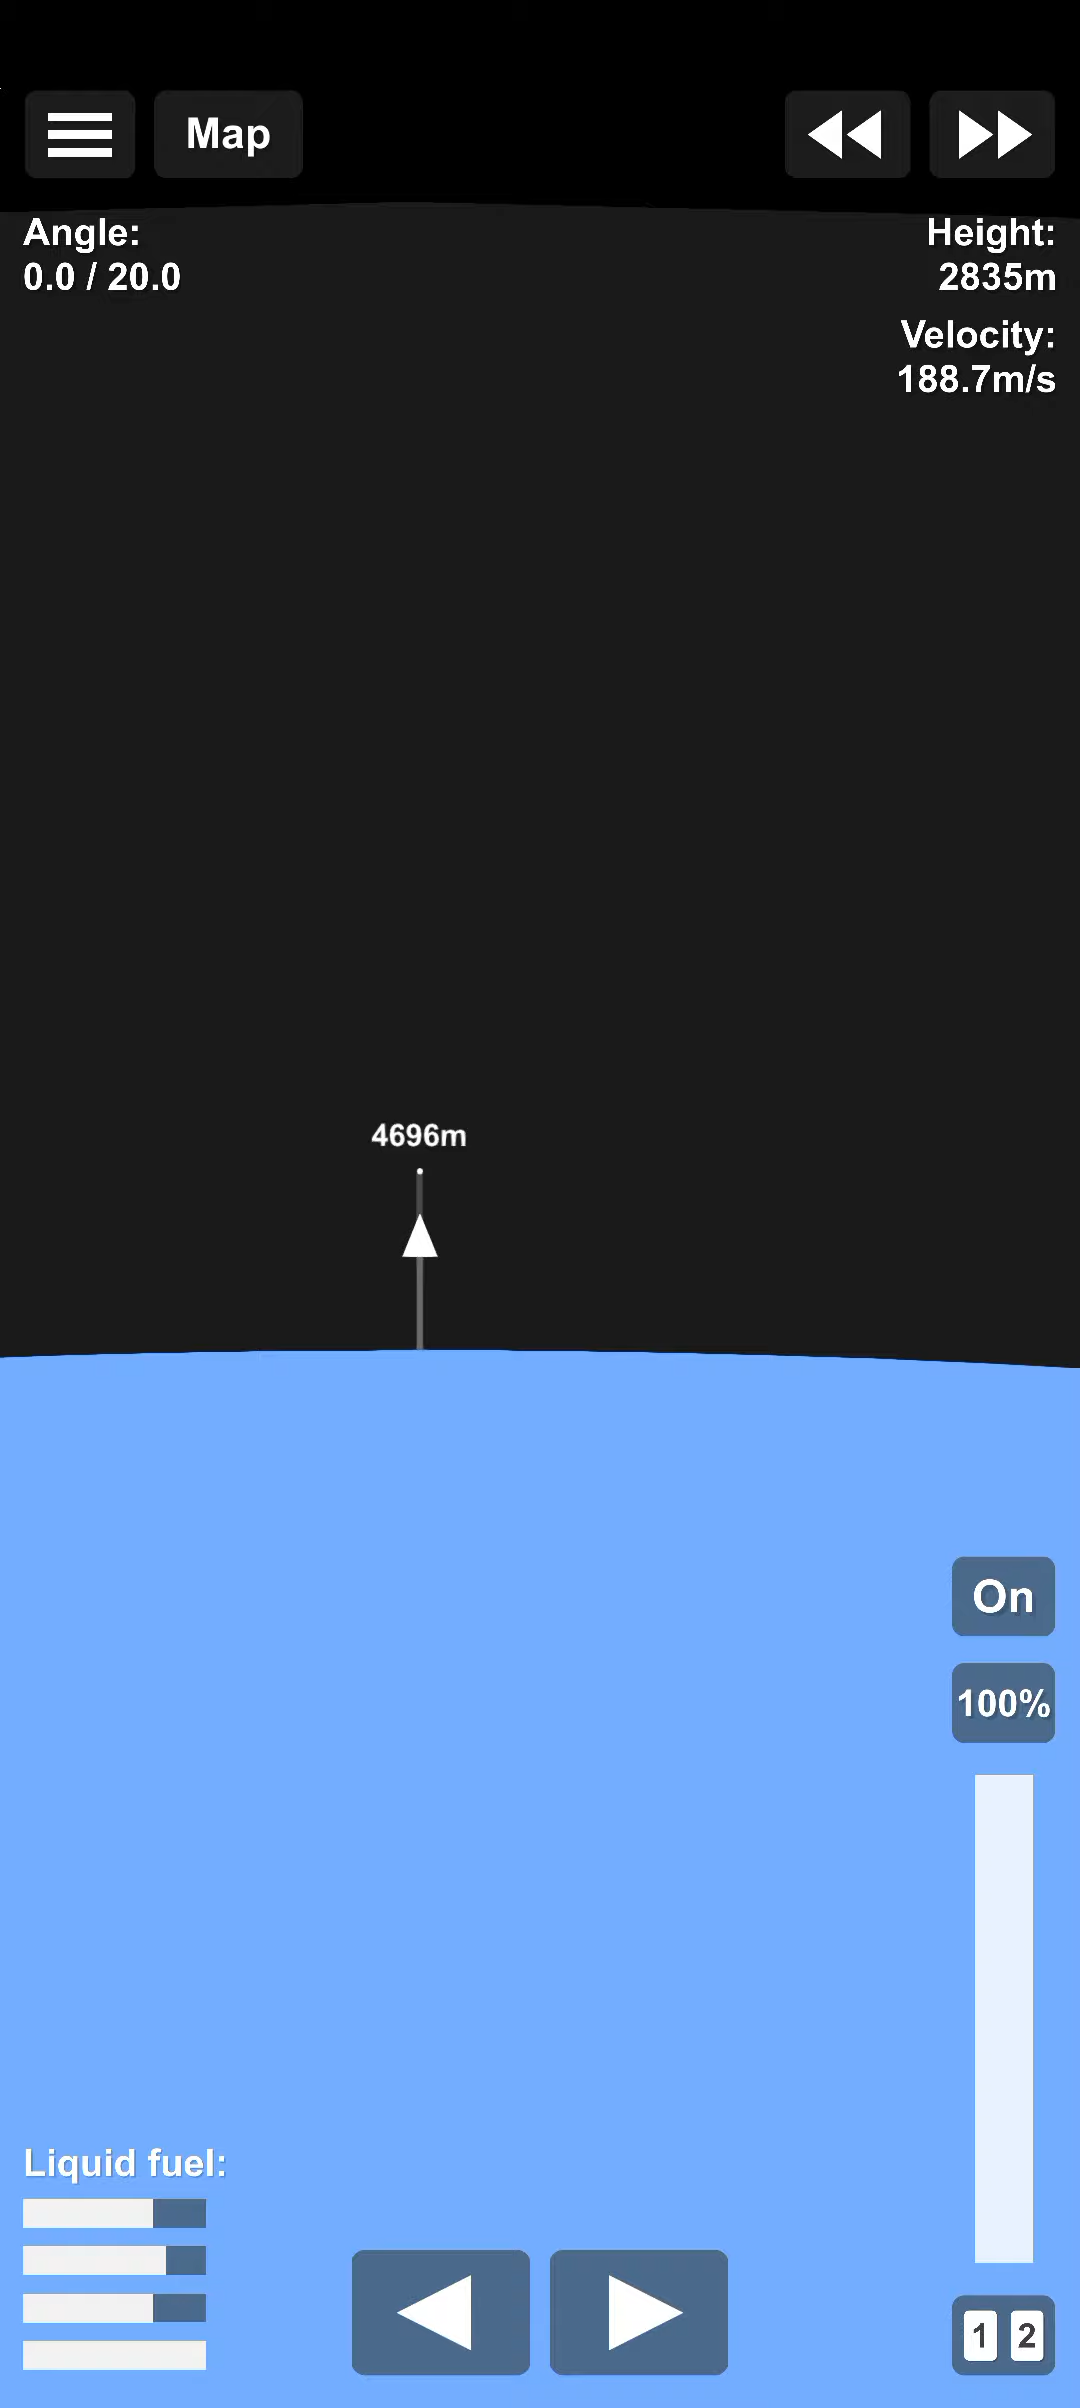 Map
Angle:
0.0 / 20.0
Height:
2835m
Velocity:
188.7m/s
4696m
On
100%
Liquid fuel:
1 2